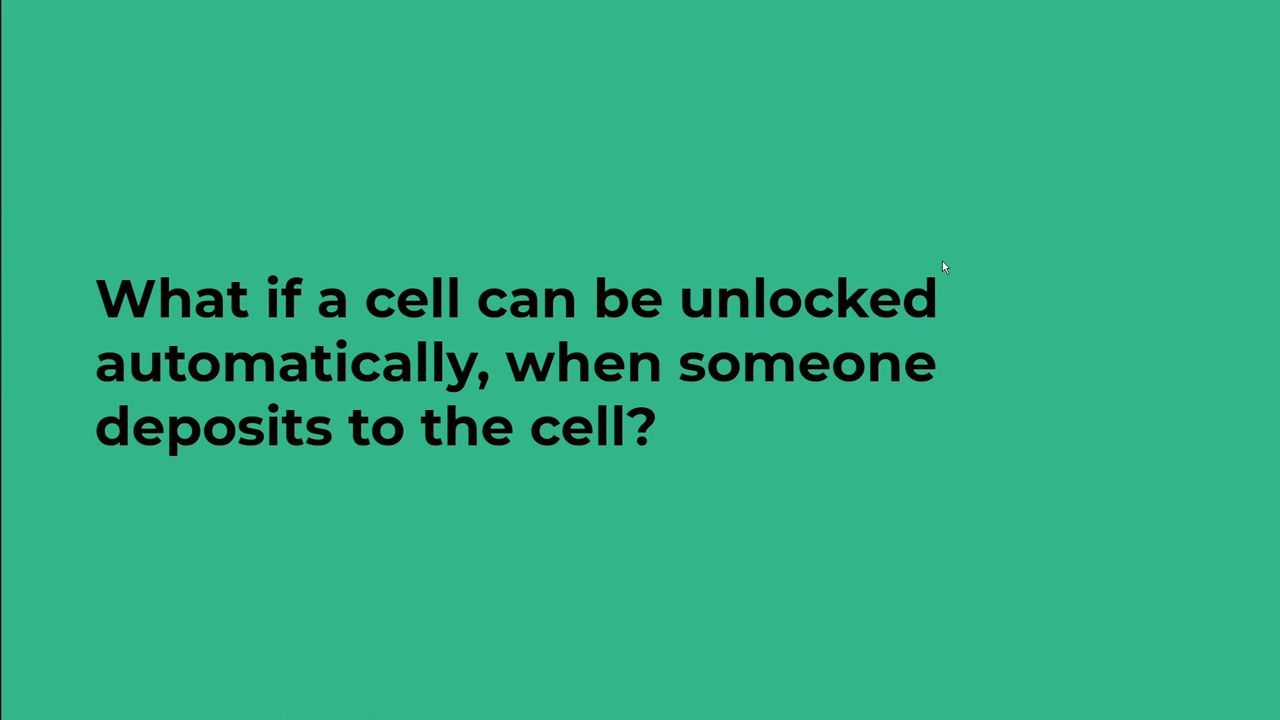 What if a cell can be unlocked
automatically, when someone
deposits to the cell?